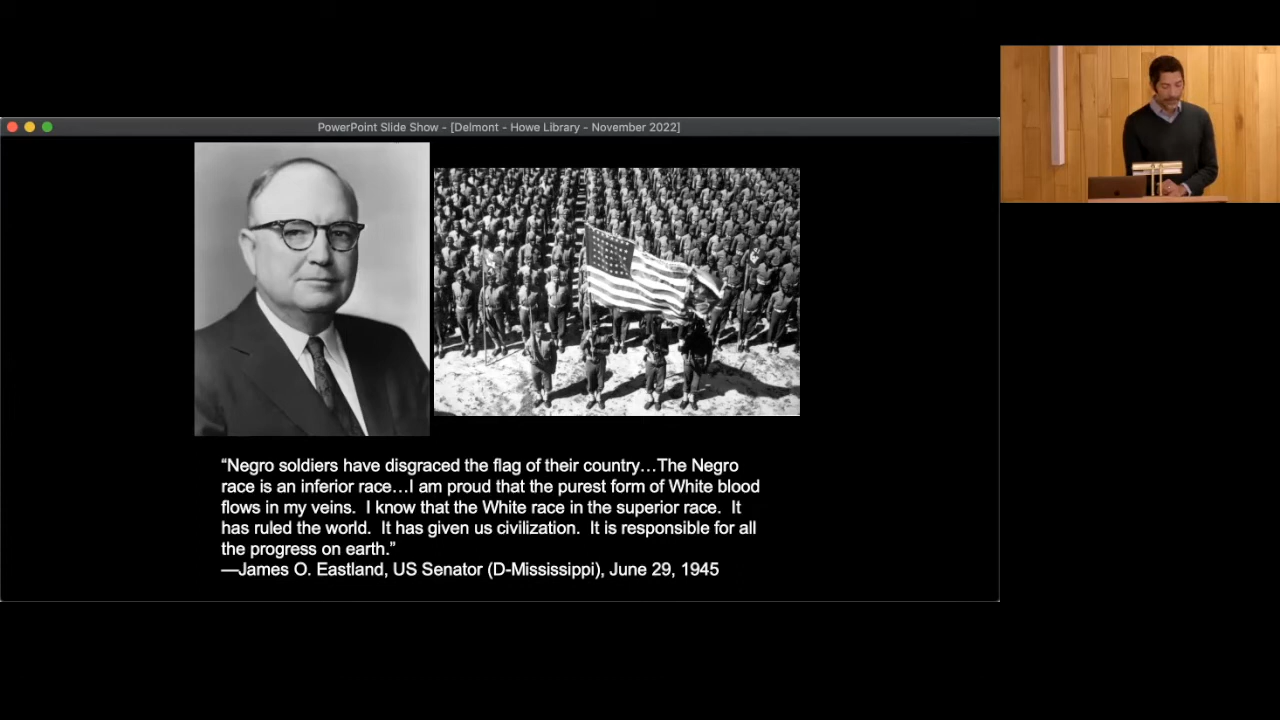 PowerPoint Slide Show - [Delmont - Howe Library - November 2022]
“Negro soldiers have disgraced the flag of their country…The Negro
race is an inferior race…I am proud that the purest form of White blood
flows in my veins.  I know that the White race in the superior race.  It
has ruled the world.  It has given us civilization.  It is responsible for all
the progress on earth.”
—James O. Eastland, US Senator (D-Mississippi), June 29, 1945